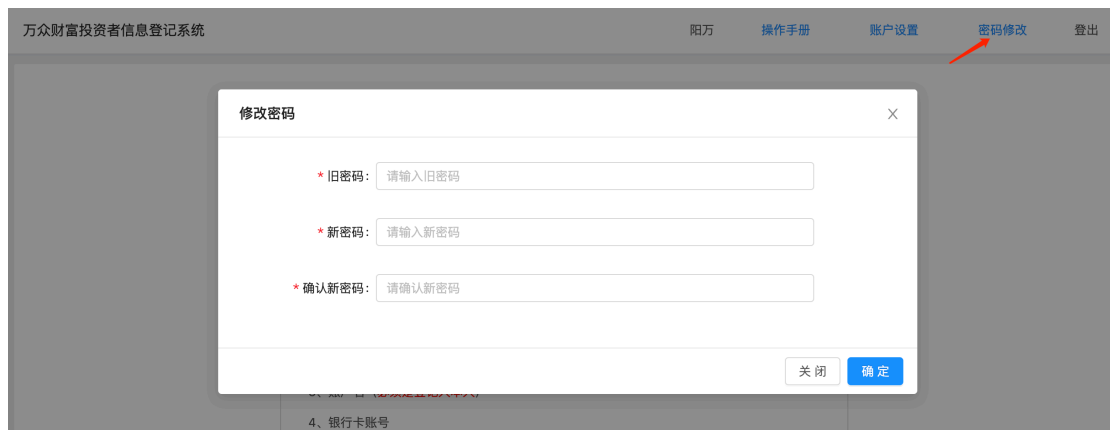 万众财富投资者信息登记系统 阳万 操作手册 账户设置 密码修改 登出
修改密码
* 旧密码： 请输入旧密码
* 新密码： 请输入新密码
* 确认新密码： 请确认新密码
关 闭 确 定
4、银行卡账号